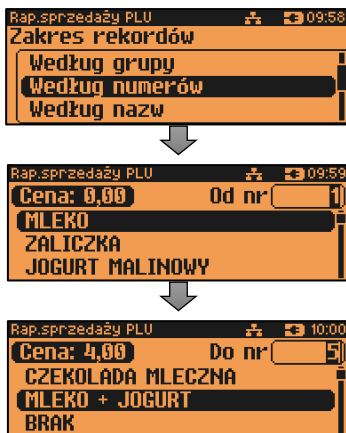 Rap.sprzedaży PLU 09:58
Zakres rekordów
Według grupy
Według numerów
Według nazw
Rap.sprzedaży PLU 09:59
Cena: 0,00 Od nr 1
MLEKO
ZALICZKA
JOGURT MALINOWY
Rap.sprzedaży PLU 10:00
Cena: 4,00 Do nr 5
CZEKOLADA MLECZNA
MLEKO + JOGURT
BRAK